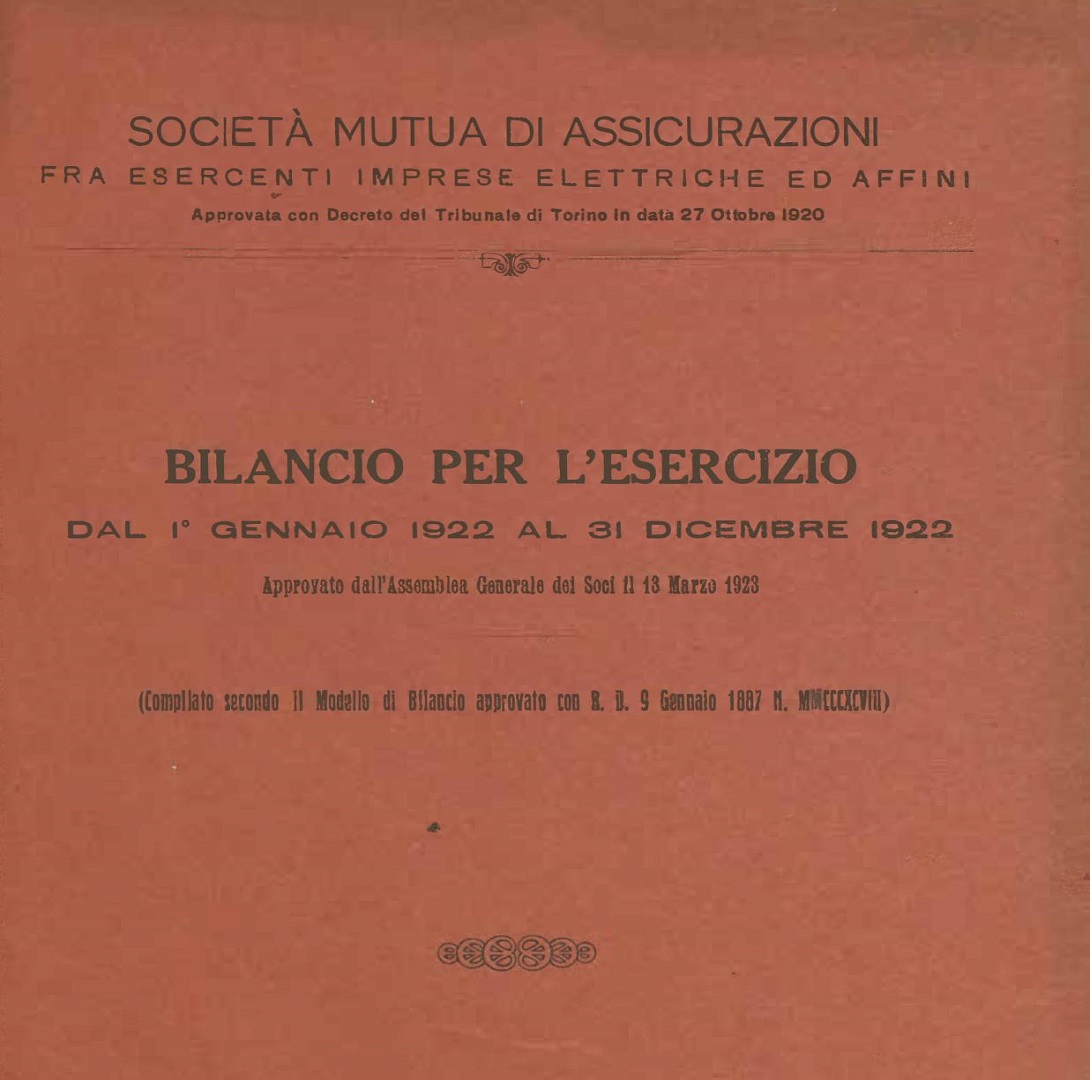 SOCIETÀ MUTUA DI ASSICURAZIONI
FRA ESERCENTI IMPRESE ELETTRICHE ED AFFINI
Approvata con Decreto del Tribunale di Torino in data 27 Ottobre 1920
BILANCIO PER L'ESERCIZIO
DAL 1° GENNAIO 1922 AL 31 DICEMBRE 1922
Approvato dall'Assemblea Generale dei Soci il 13 Marzo 1923
(Compilato secondo il Modello di Bilancio approvato con R. D. 9 Gennaio 1887 N. MMCCCXCVIII)